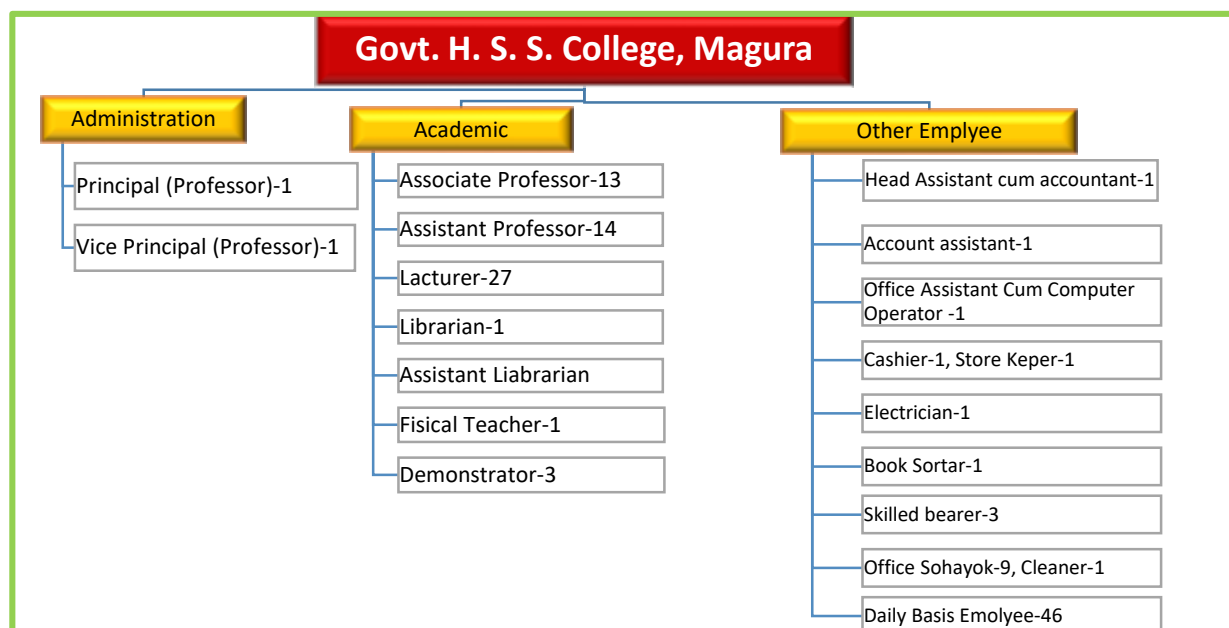 Govt. H. S. S. College, Magura
Administration
Principal (Professor)-1
Vice Principal (Professor)-1
Academic
Associate Professor-13
Assistant Professor-14
Lacturer-27
Librarian-1
Assistant Liabrarian
Fisical Teacher-1
Demonstrator-3
Other Emplyee
Head Assistant cum accountant-1
Account assistant-1
Office Assistant Cum Computer
Operator -1
Cashier-1, Store Keper-1
Electrician-1
Book Sortar-1
Skilled bearer-3
Office Sohayok-9, Cleaner-1
Daily Basis Emolyee-46